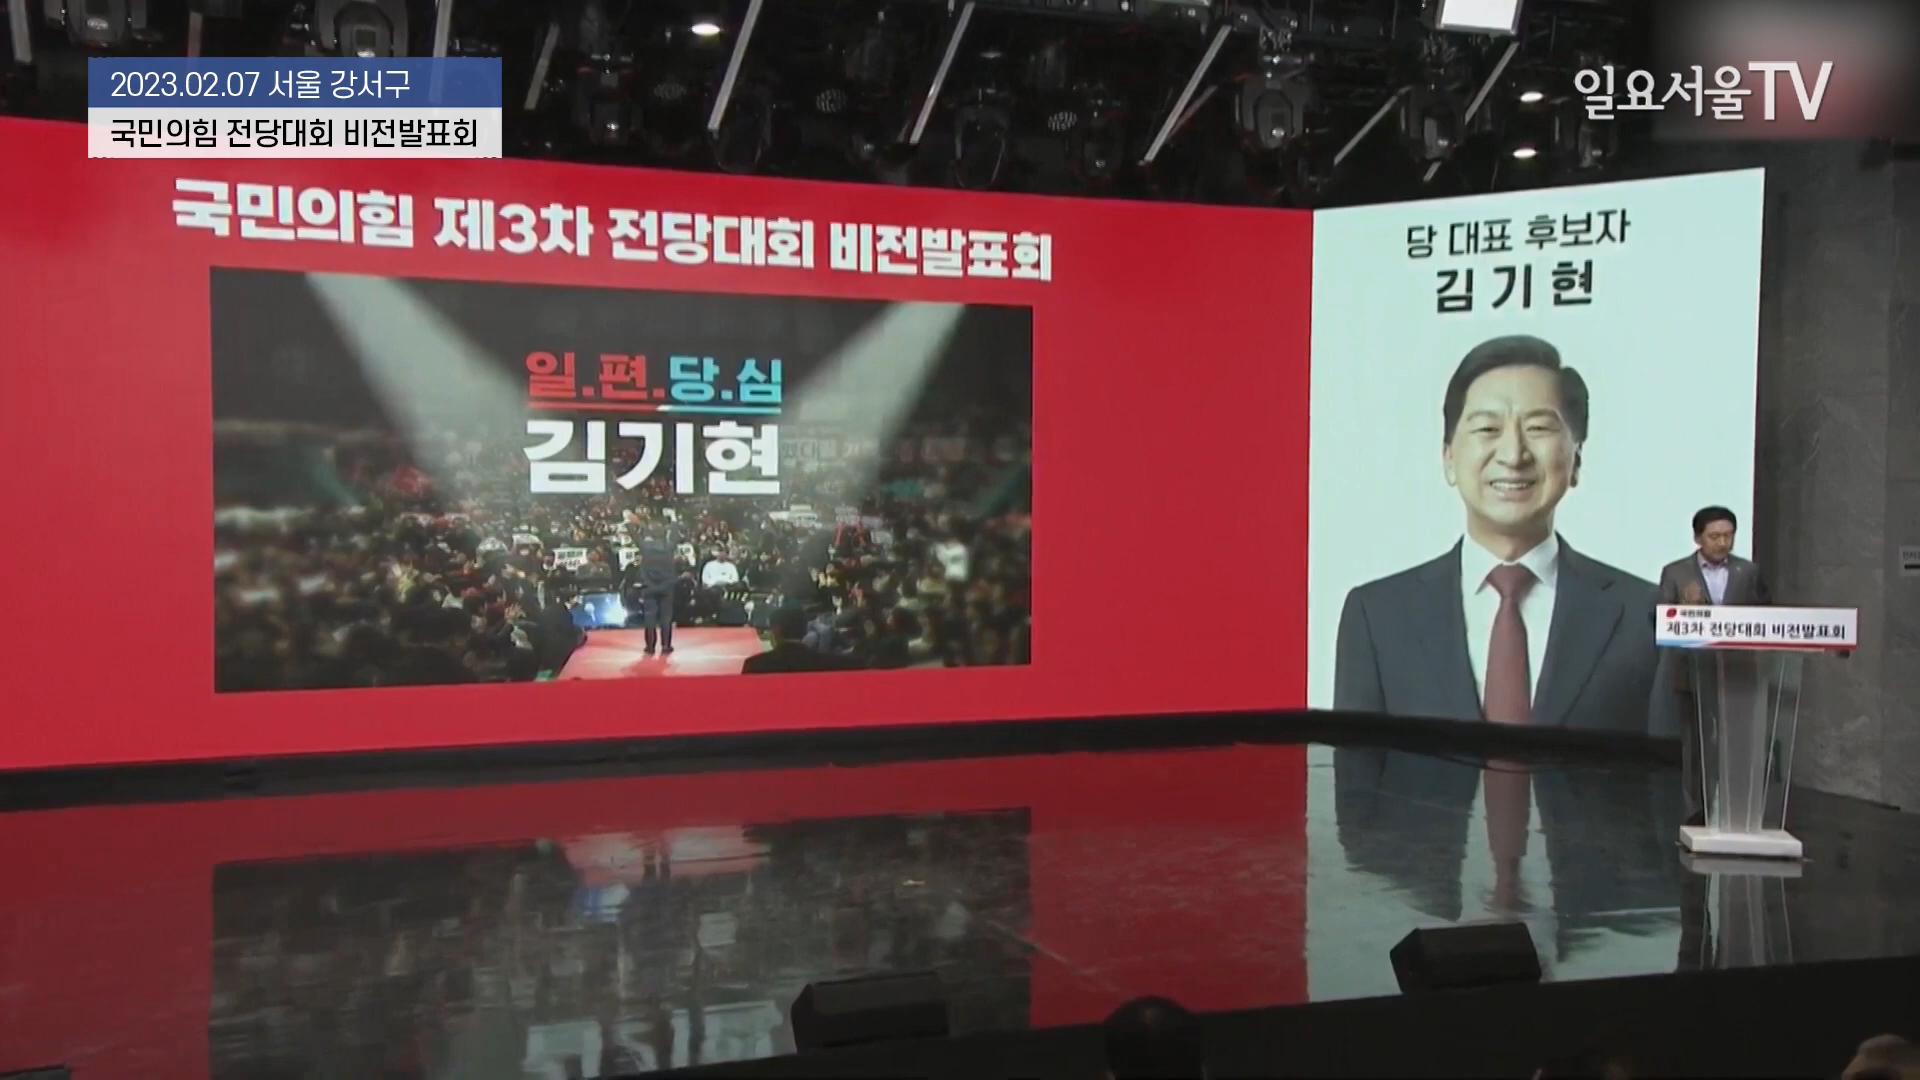 2023.02.07 서울 강서구
국민의힘 전당대회 비전발표회
일요서울TV
국민의힘 제3차 전당대회 비전발표회
당 대표 후보자
김기현
일.편.당.심
김기현
국민의힘
제3차 전당대회 비전발표회